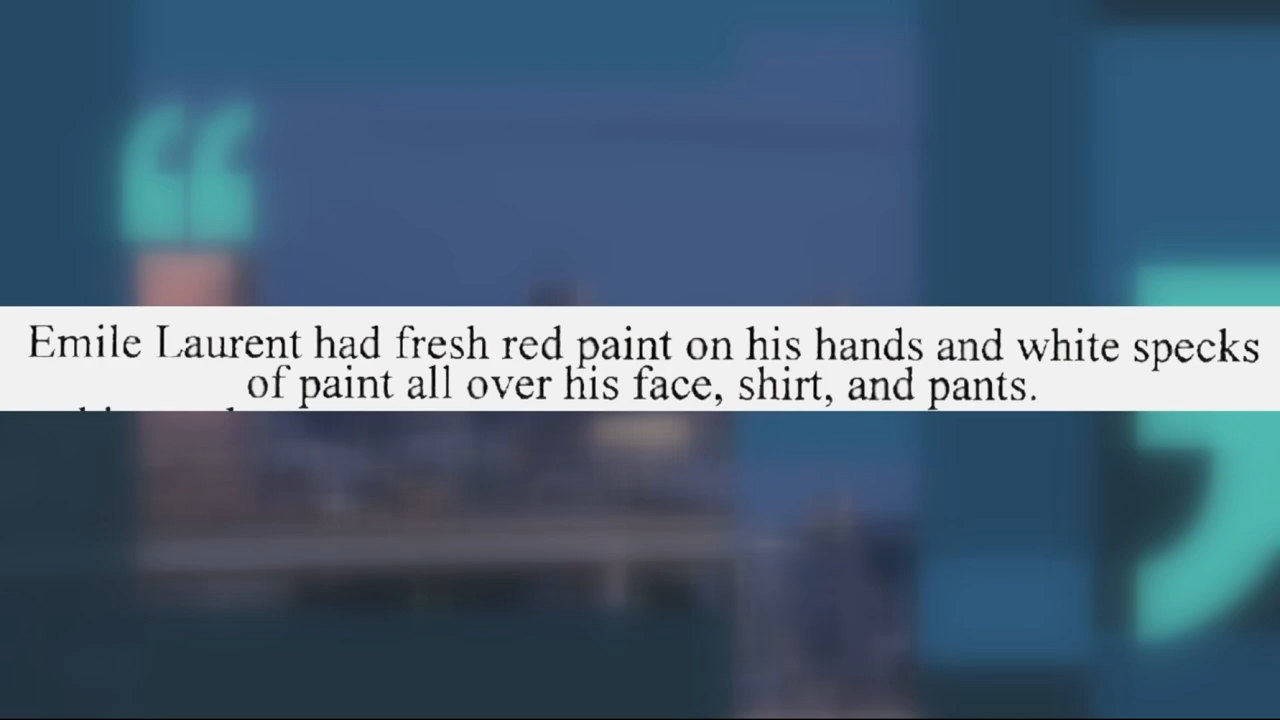 Emile Laurent had fresh red paint on his hands and white specks
of paint all over his face, shirt, and pants.